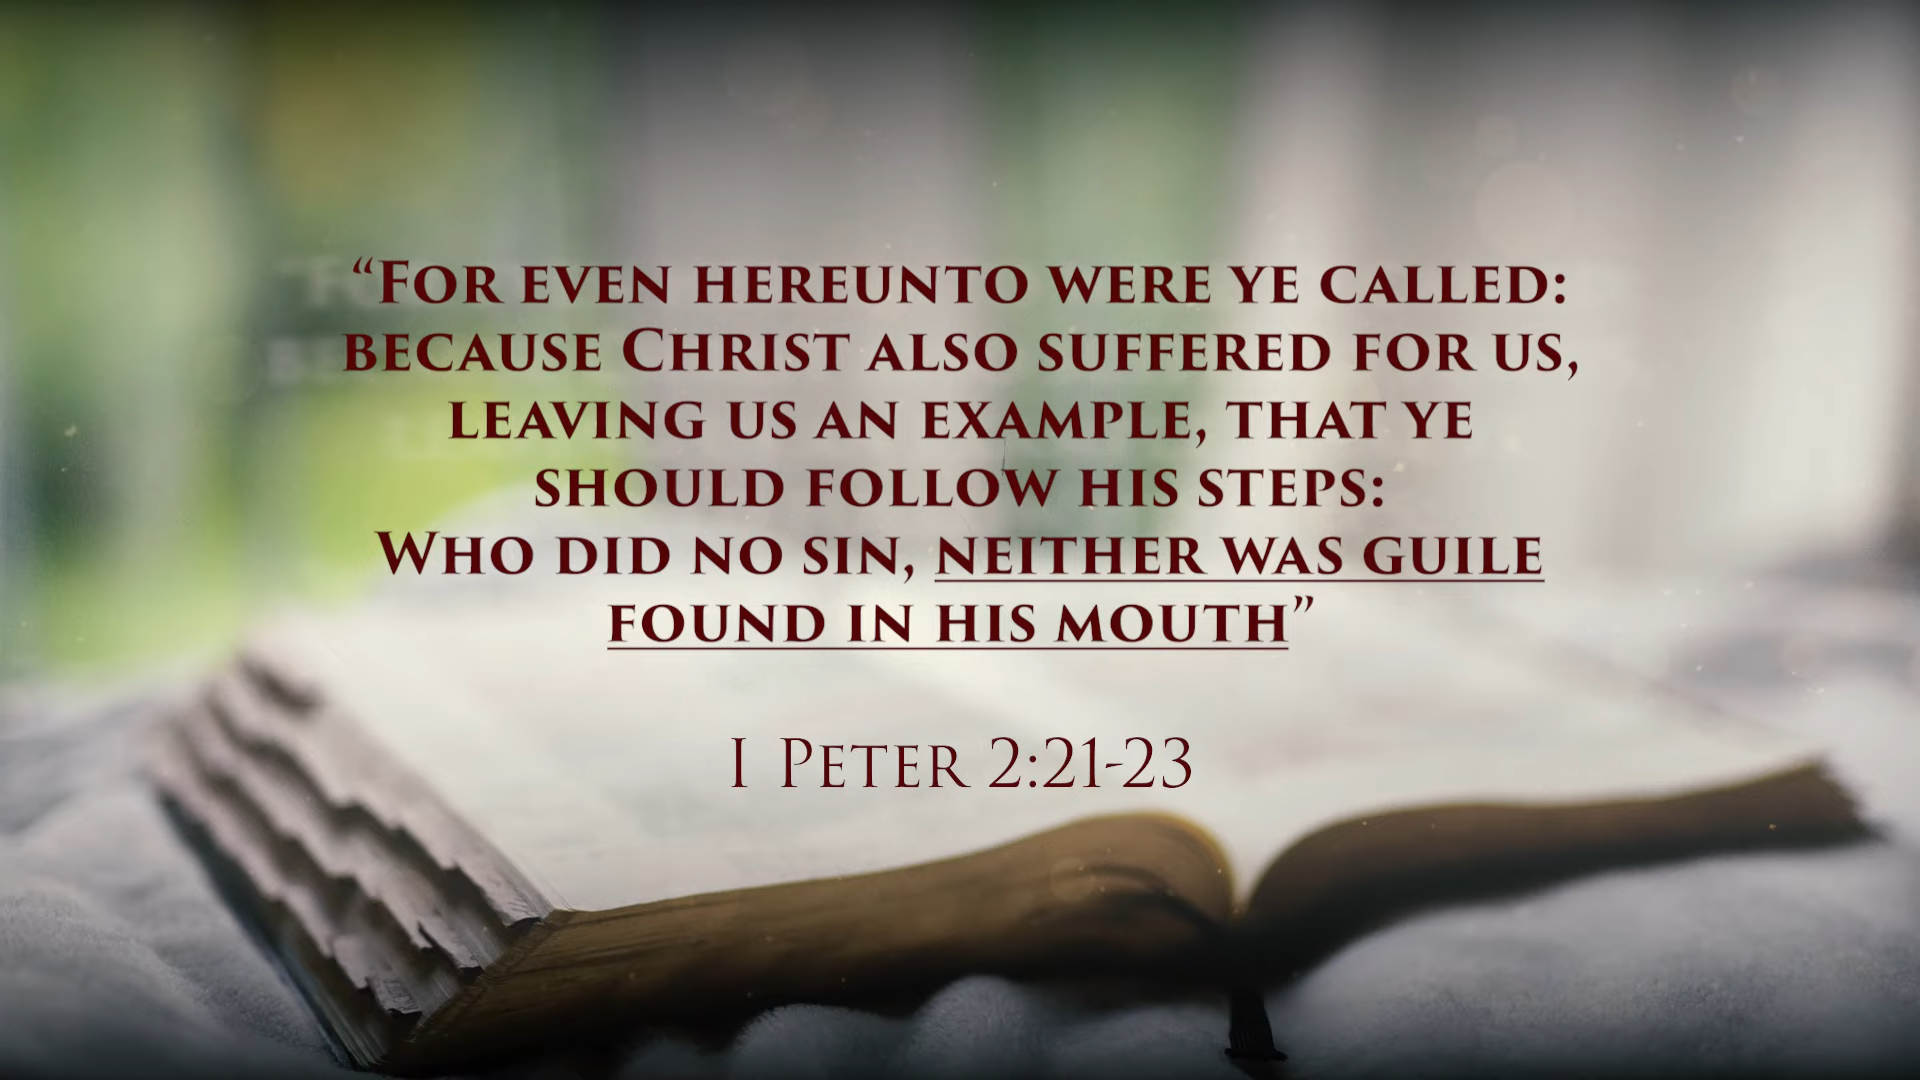 “For even hereunto were ye called:
because Christ also suffered for us,
leaving us an example, that ye
should follow his steps:
Who did no sin, neither was guile
found in his mouth”
I Peter 2:21-23